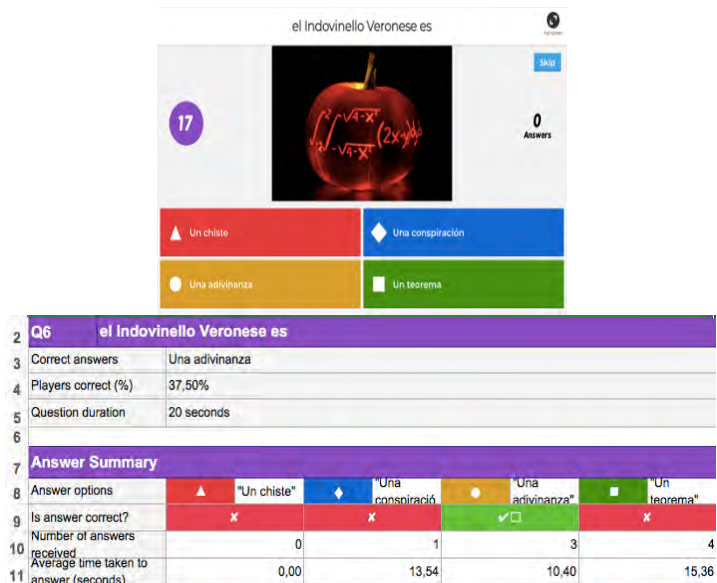 el Indovinello Veronese es
Skip
17
0
Answers
Un chiste
Una conspiración
Una adivinanza
Un teorema
2 Q6 el Indovinello Veronese es
3 Correct answers Una adivinanza
4 Players correct (%) 37,50%
5 Question duration 20 seconds
6
7 Answer Summary
8 Answer options "Un chiste" "Una conspiració "Una adivinanza" "Un teorema"
9 Is answer correct? ✘ ✘ ✔☐ ✘
10 Number of answers received 0 1 3 4
11 Average time taken to answer (seconds) 0,00 13,54 10,40 15,36